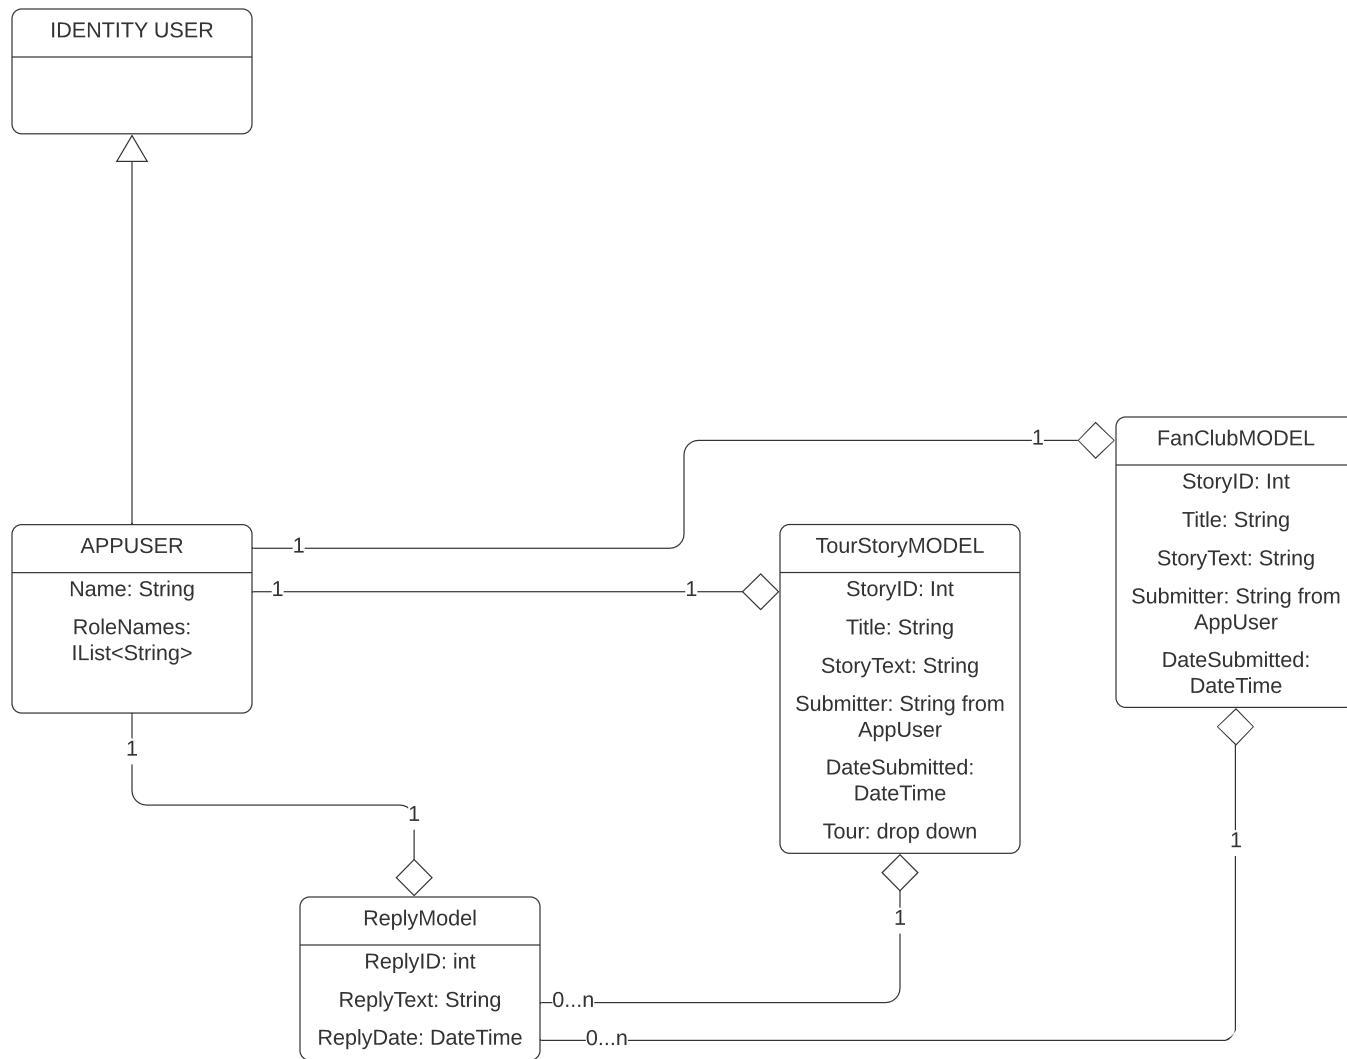 IDENTITY USER
APPUSER
Name: String
RoleNames:
IList<String>
1
1
1
1
1
1
FanClubMODEL
StoryID: Int
Title: String
StoryText: String
Submitter: String from
AppUser
DateSubmitted:
DateTime
TourStoryMODEL
StoryID: Int
Title: String
StoryText: String
Submitter: String from
AppUser
DateSubmitted:
DateTime
Tour: drop down
1
1
ReplyModel
ReplyID: int
ReplyText: String
ReplyDate: DateTime
0...n
0...n